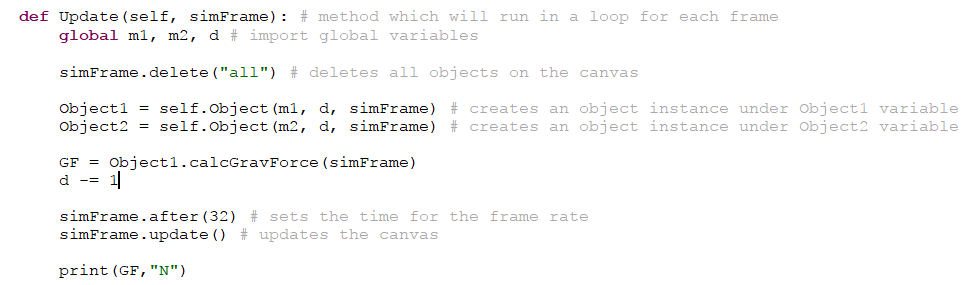 def Update(self, simFrame): # method which will run in a loop for each frame
    global m1, m2, d # import global variables
    simFrame.delete("all") # deletes all objects on the canvas
    Object1 = self.Object(m1, d, simFrame) # creates an object instance under Object1 variable
    Object2 = self.Object(m2, d, simFrame) # creates an object instance under Object2 variable
    GF = Object1.calcGravForce(simFrame)
    d -= 1
    simFrame.after(32) # sets the time for the frame rate
    simFrame.update() # updates the canvas
    print(GF,"N")